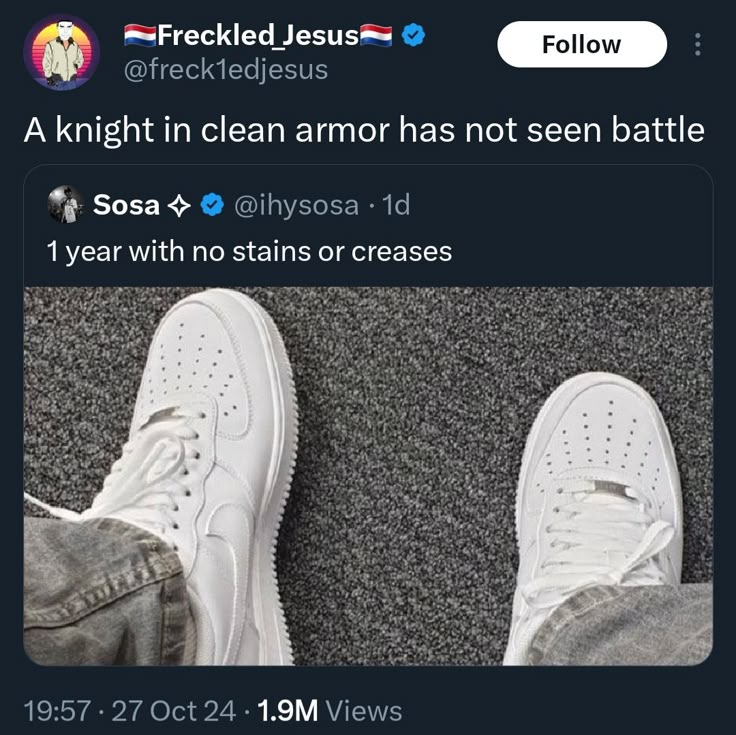 🇳🇱Freckled_Jesus🇳🇱
Follow
@freck1edjesus
A knight in clean armor has not seen battle
Sosa ✧ @ihysosa · 1d
1 year with no stains or creases
19:57 · 27 Oct 24 · 1.9M Views